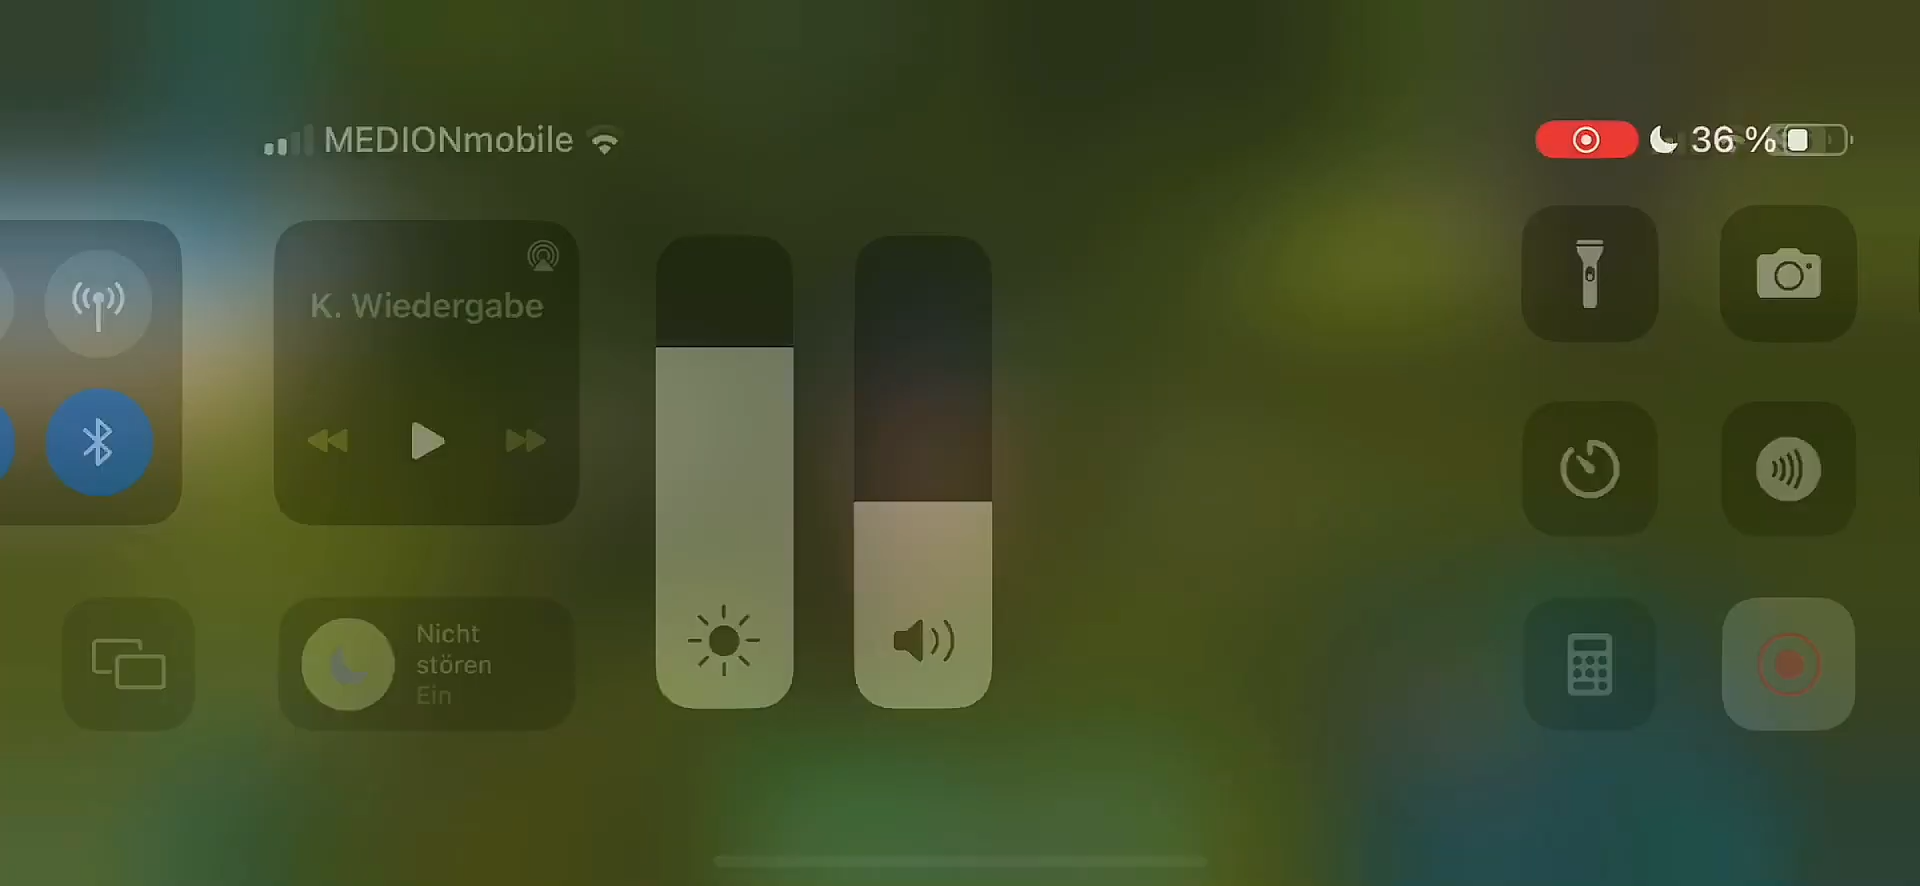 MEDIONmobile
36 %
K. Wiedergabe
Nicht
stören
Ein